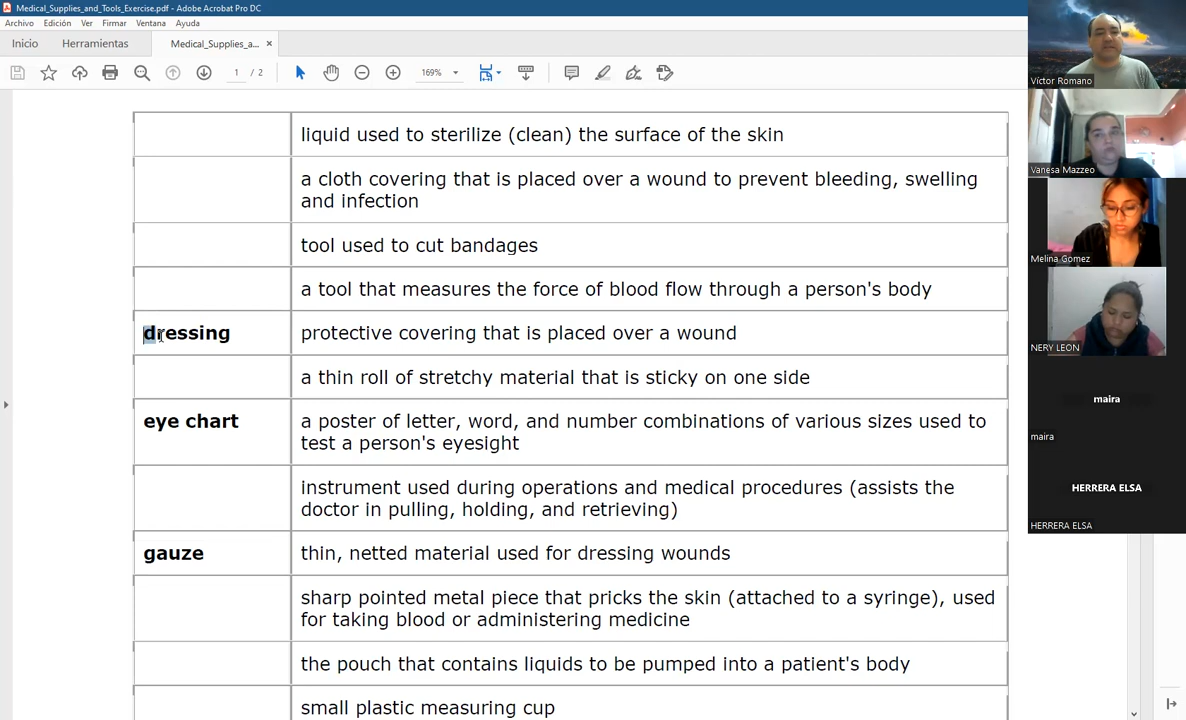 Medical_Supplies_and_Tools_Exercise.pdf - Adobe Acrobat Pro DC
Archivo Edición Ver Firmar Ventana Ayuda
Inicio Herramientas Medical_Supplies_a... ×
1 / 2 169%
liquid used to sterilize (clean) the surface of the skin
a cloth covering that is placed over a wound to prevent bleeding, swelling
and infection
tool used to cut bandages
a tool that measures the force of blood flow through a person's body
dressing protective covering that is placed over a wound
a thin roll of stretchy material that is sticky on one side
eye chart a poster of letter, word, and number combinations of various sizes used to
test a person's eyesight
instrument used during operations and medical procedures (assists the
doctor in pulling, holding, and retrieving)
gauze thin, netted material used for dressing wounds
sharp pointed metal piece that pricks the skin (attached to a syringe), used
for taking blood or administering medicine
the pouch that contains liquids to be pumped into a patient's body
small plastic measuring cup
Víctor Romano
Vanesa Mazzeo
Melina Gomez
NERY LEON
maira
maira
HERRERA ELSA
HERRERA ELSA